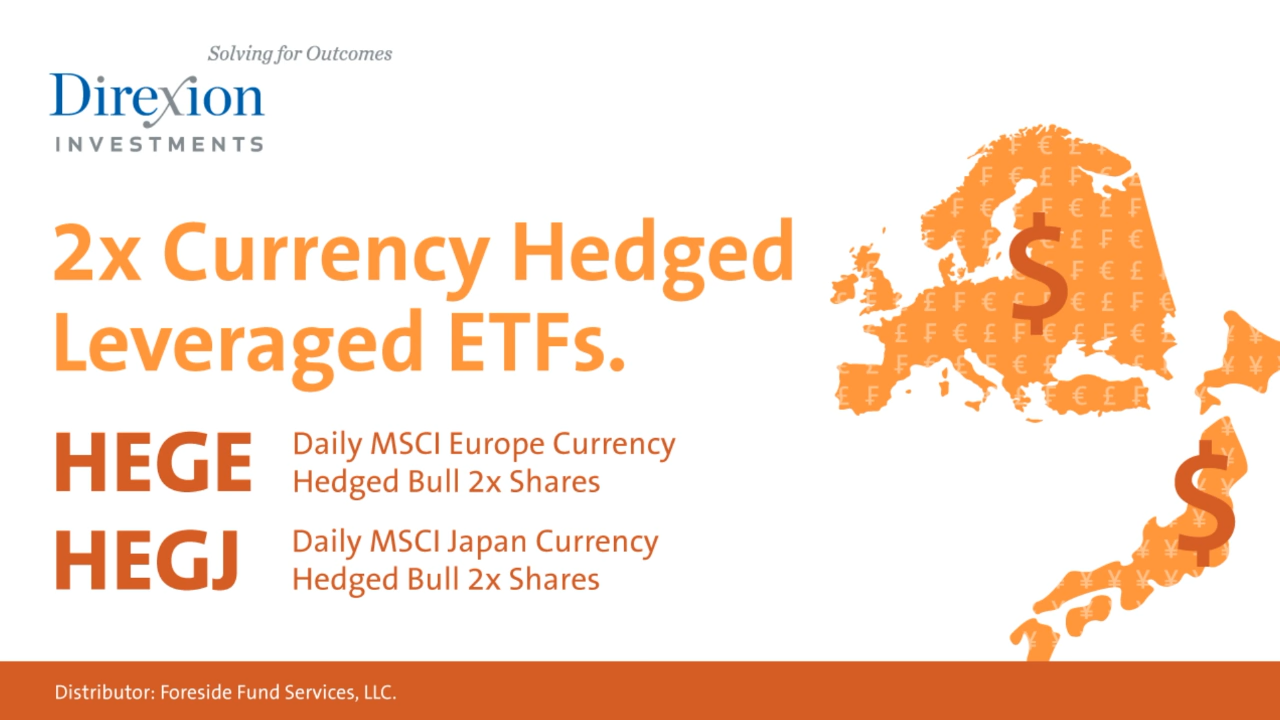 Solving for Outcomes
Direxion
INVESTMENTS
2x Currency Hedged
Leveraged ETFs.
HEGE
Daily MSCI Europe Currency
Hedged Bull 2x Shares
HEGJ
Daily MSCI Japan Currency
Hedged Bull 2x Shares
$
$
Distributor: Foreside Fund Services, LLC.